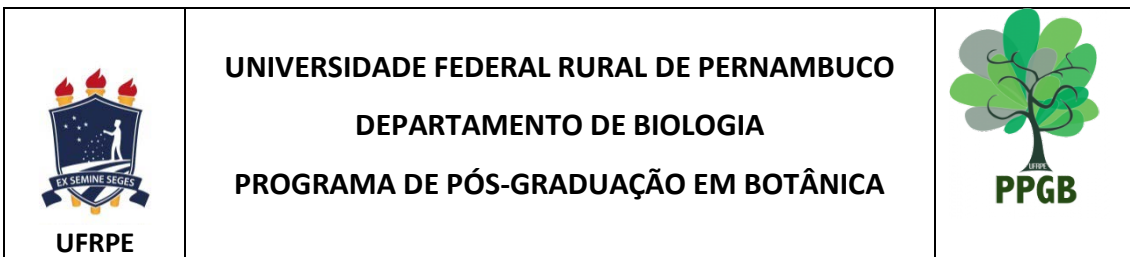 EX SEMINE SEGES
UFRPE
UNIVERSIDADE FEDERAL RURAL DE PERNAMBUCO
DEPARTAMENTO DE BIOLOGIA
PROGRAMA DE PÓS-GRADUAÇÃO EM BOTÂNICA
UFRPE
PPGB